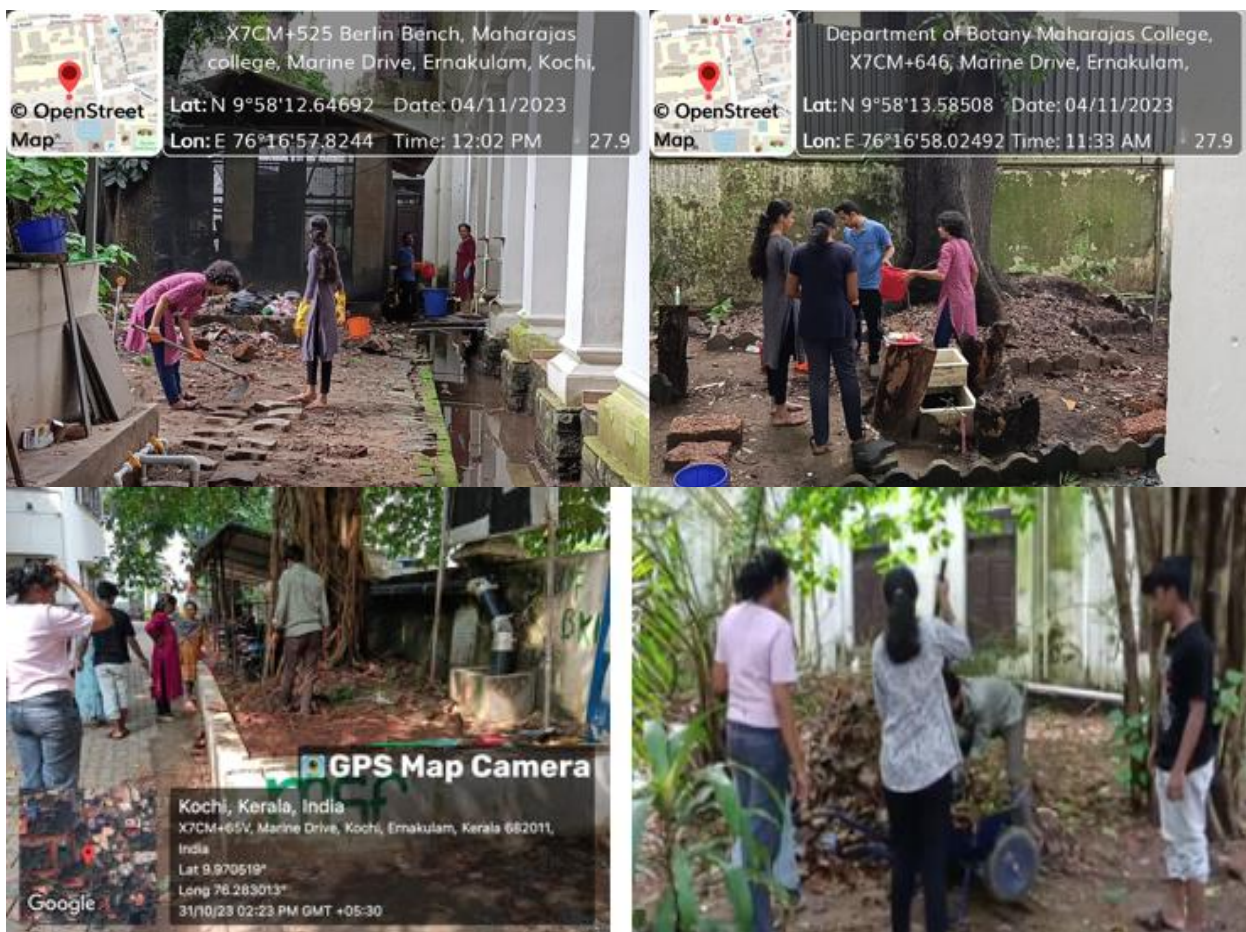 X7CM+525 Berlin Bench, Maharajas
college, Marine Drive, Ernakulam, Kochi,
Lat: N 9°58'12.64692 Date: 04/11/2023
Lon: E 76°16'57.8244 Time: 12:02 PM 27.9
© OpenStreet
Map
Department of Botany Maharajas College,
X7CM+646, Marine Drive, Ernakulam,
Lat: N 9°58'13.58508 Date: 04/11/2023
Lon: E 76°16'58.02492 Time: 11:33 AM 27.9
© OpenStreet
Map
GPS Map Camera
Kochi, Kerala, India
X7CM+65V, Marine Drive, Kochi, Ernakulam, Kerala 682011,
India
Lat 9.970519°
Long 76.283013°
31/10/23 02:23 PM GMT +05:30
Google